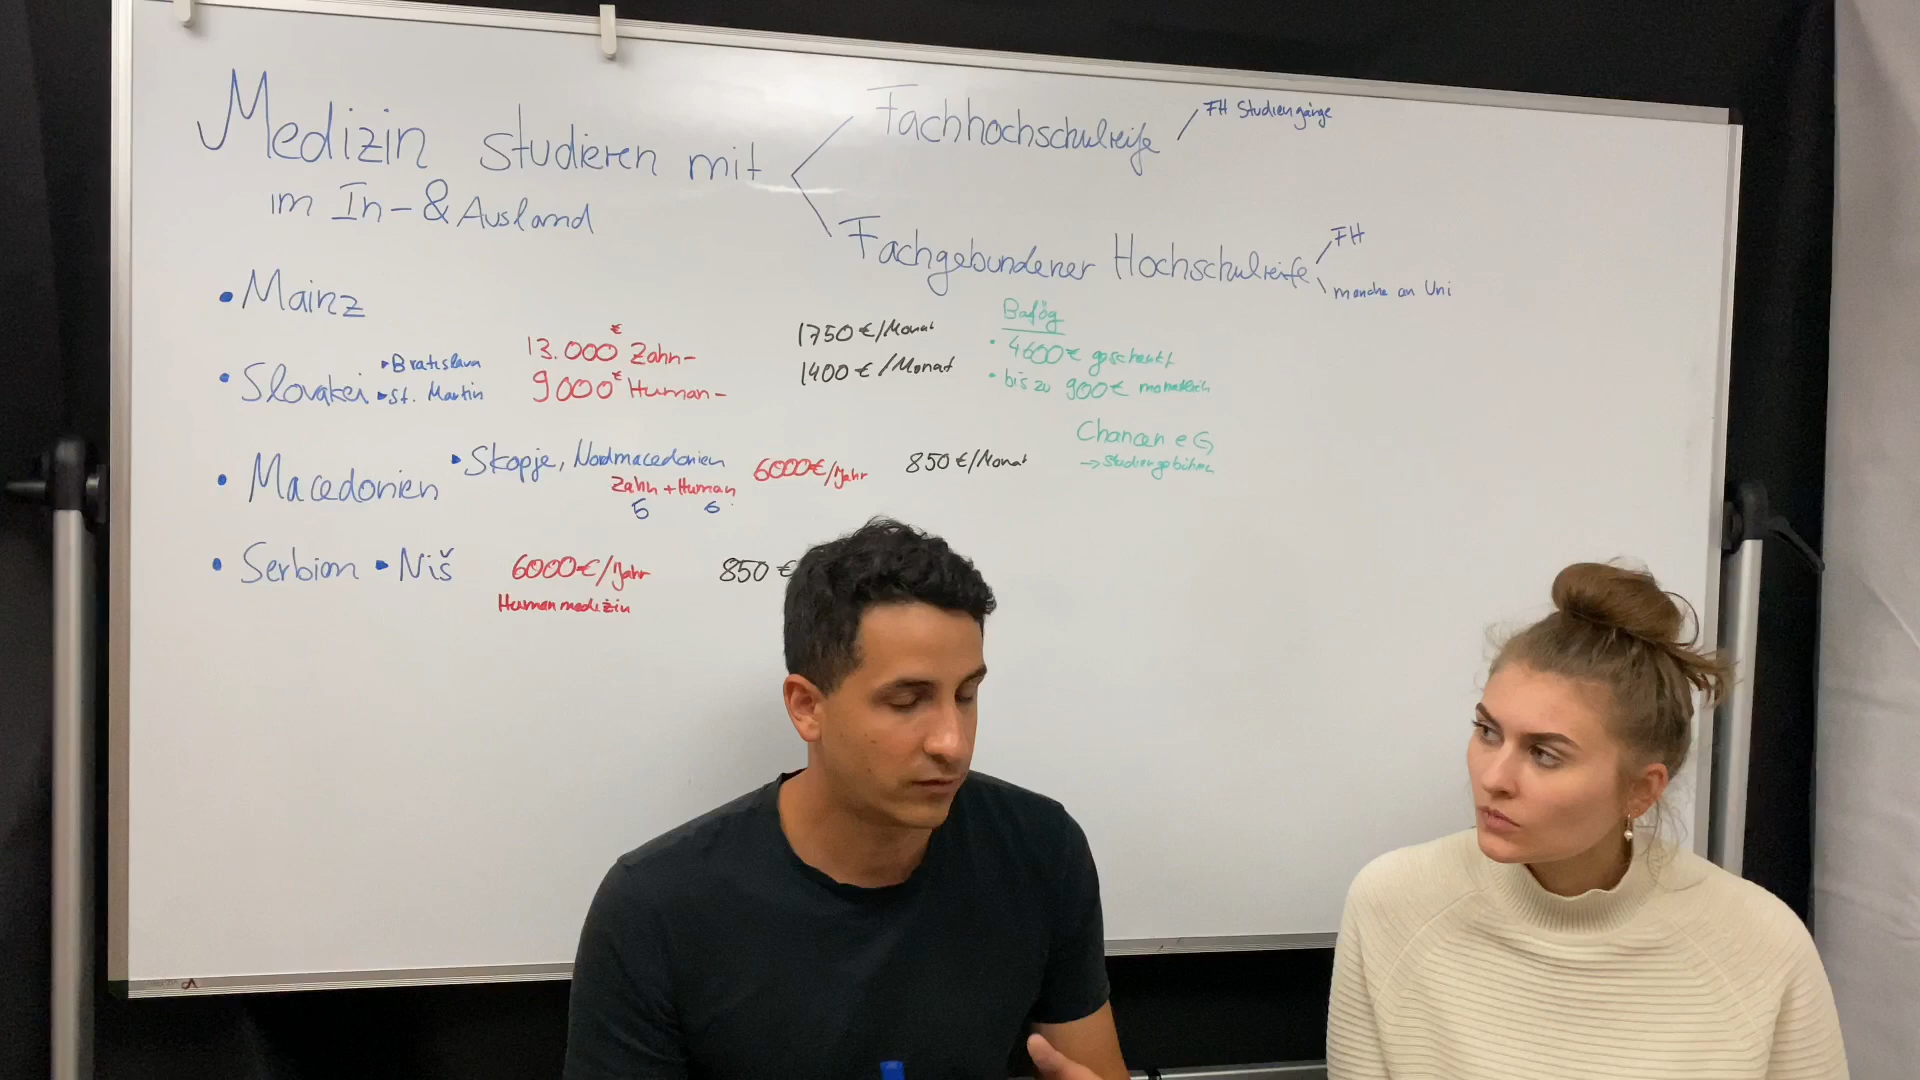 Medizin studieren mit
im In- & Ausland
Fachhochschulreife
FH Studiengänge
Fachgebundener Hochschulreife
FH
manche an Uni
• Mainz
• Slovakei
▸ Bratislava
▸ St. Martin
13.000 € Zahn-
9000 € Human-
1750 €/Monat
1400 €/Monat
Bafög
• 4600 € geschenkt
• bis zu 900 € monatlich
Chancen eG
→ Studiengebühren
• Macedonien
▸ Skopje, Nordmacedonien
Zahn + Human
5 6
6000 €/Jahr
850 €/Monat
• Serbien • Niš
6000 €/Jahr
Humanmedizin
850 €